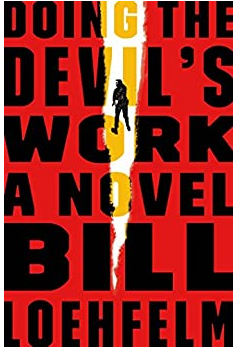 DOING THE
DEVIL'S
WORK
A NOVEL
BILL
LOEHFELM